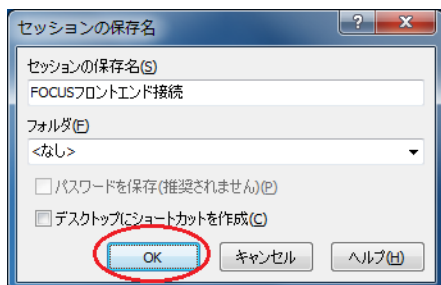 セッションの保存名
セッションの保存名(S)
FOCUSフロントエンド接続
フォルダ(F)
<なし>
パスワードを保存(推奨されません)(P)
デスクトップにショートカットを作成(C)
OK キャンセル ヘルプ(H)